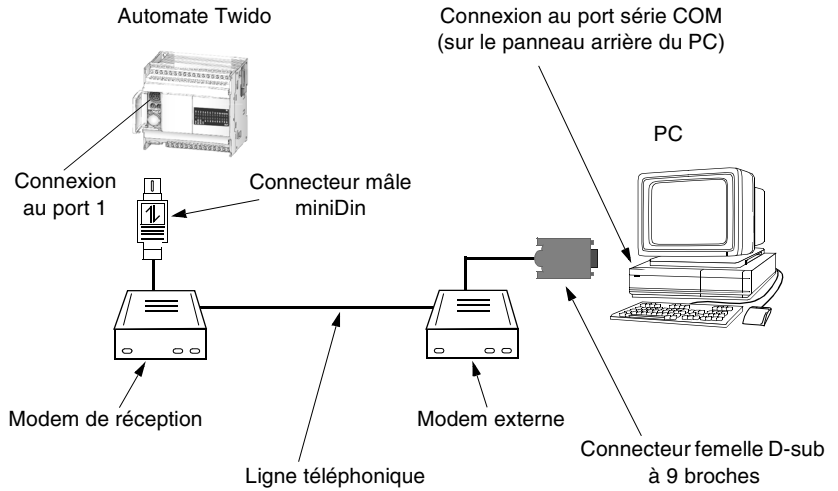 Automate Twido
Connexion au port série COM
(sur le panneau arrière du PC)
PC
Connexion
au port 1
Connecteur mâle
miniDin
Modem de réception
Modem externe
Ligne téléphonique
Connecteur femelle D-sub
à 9 broches